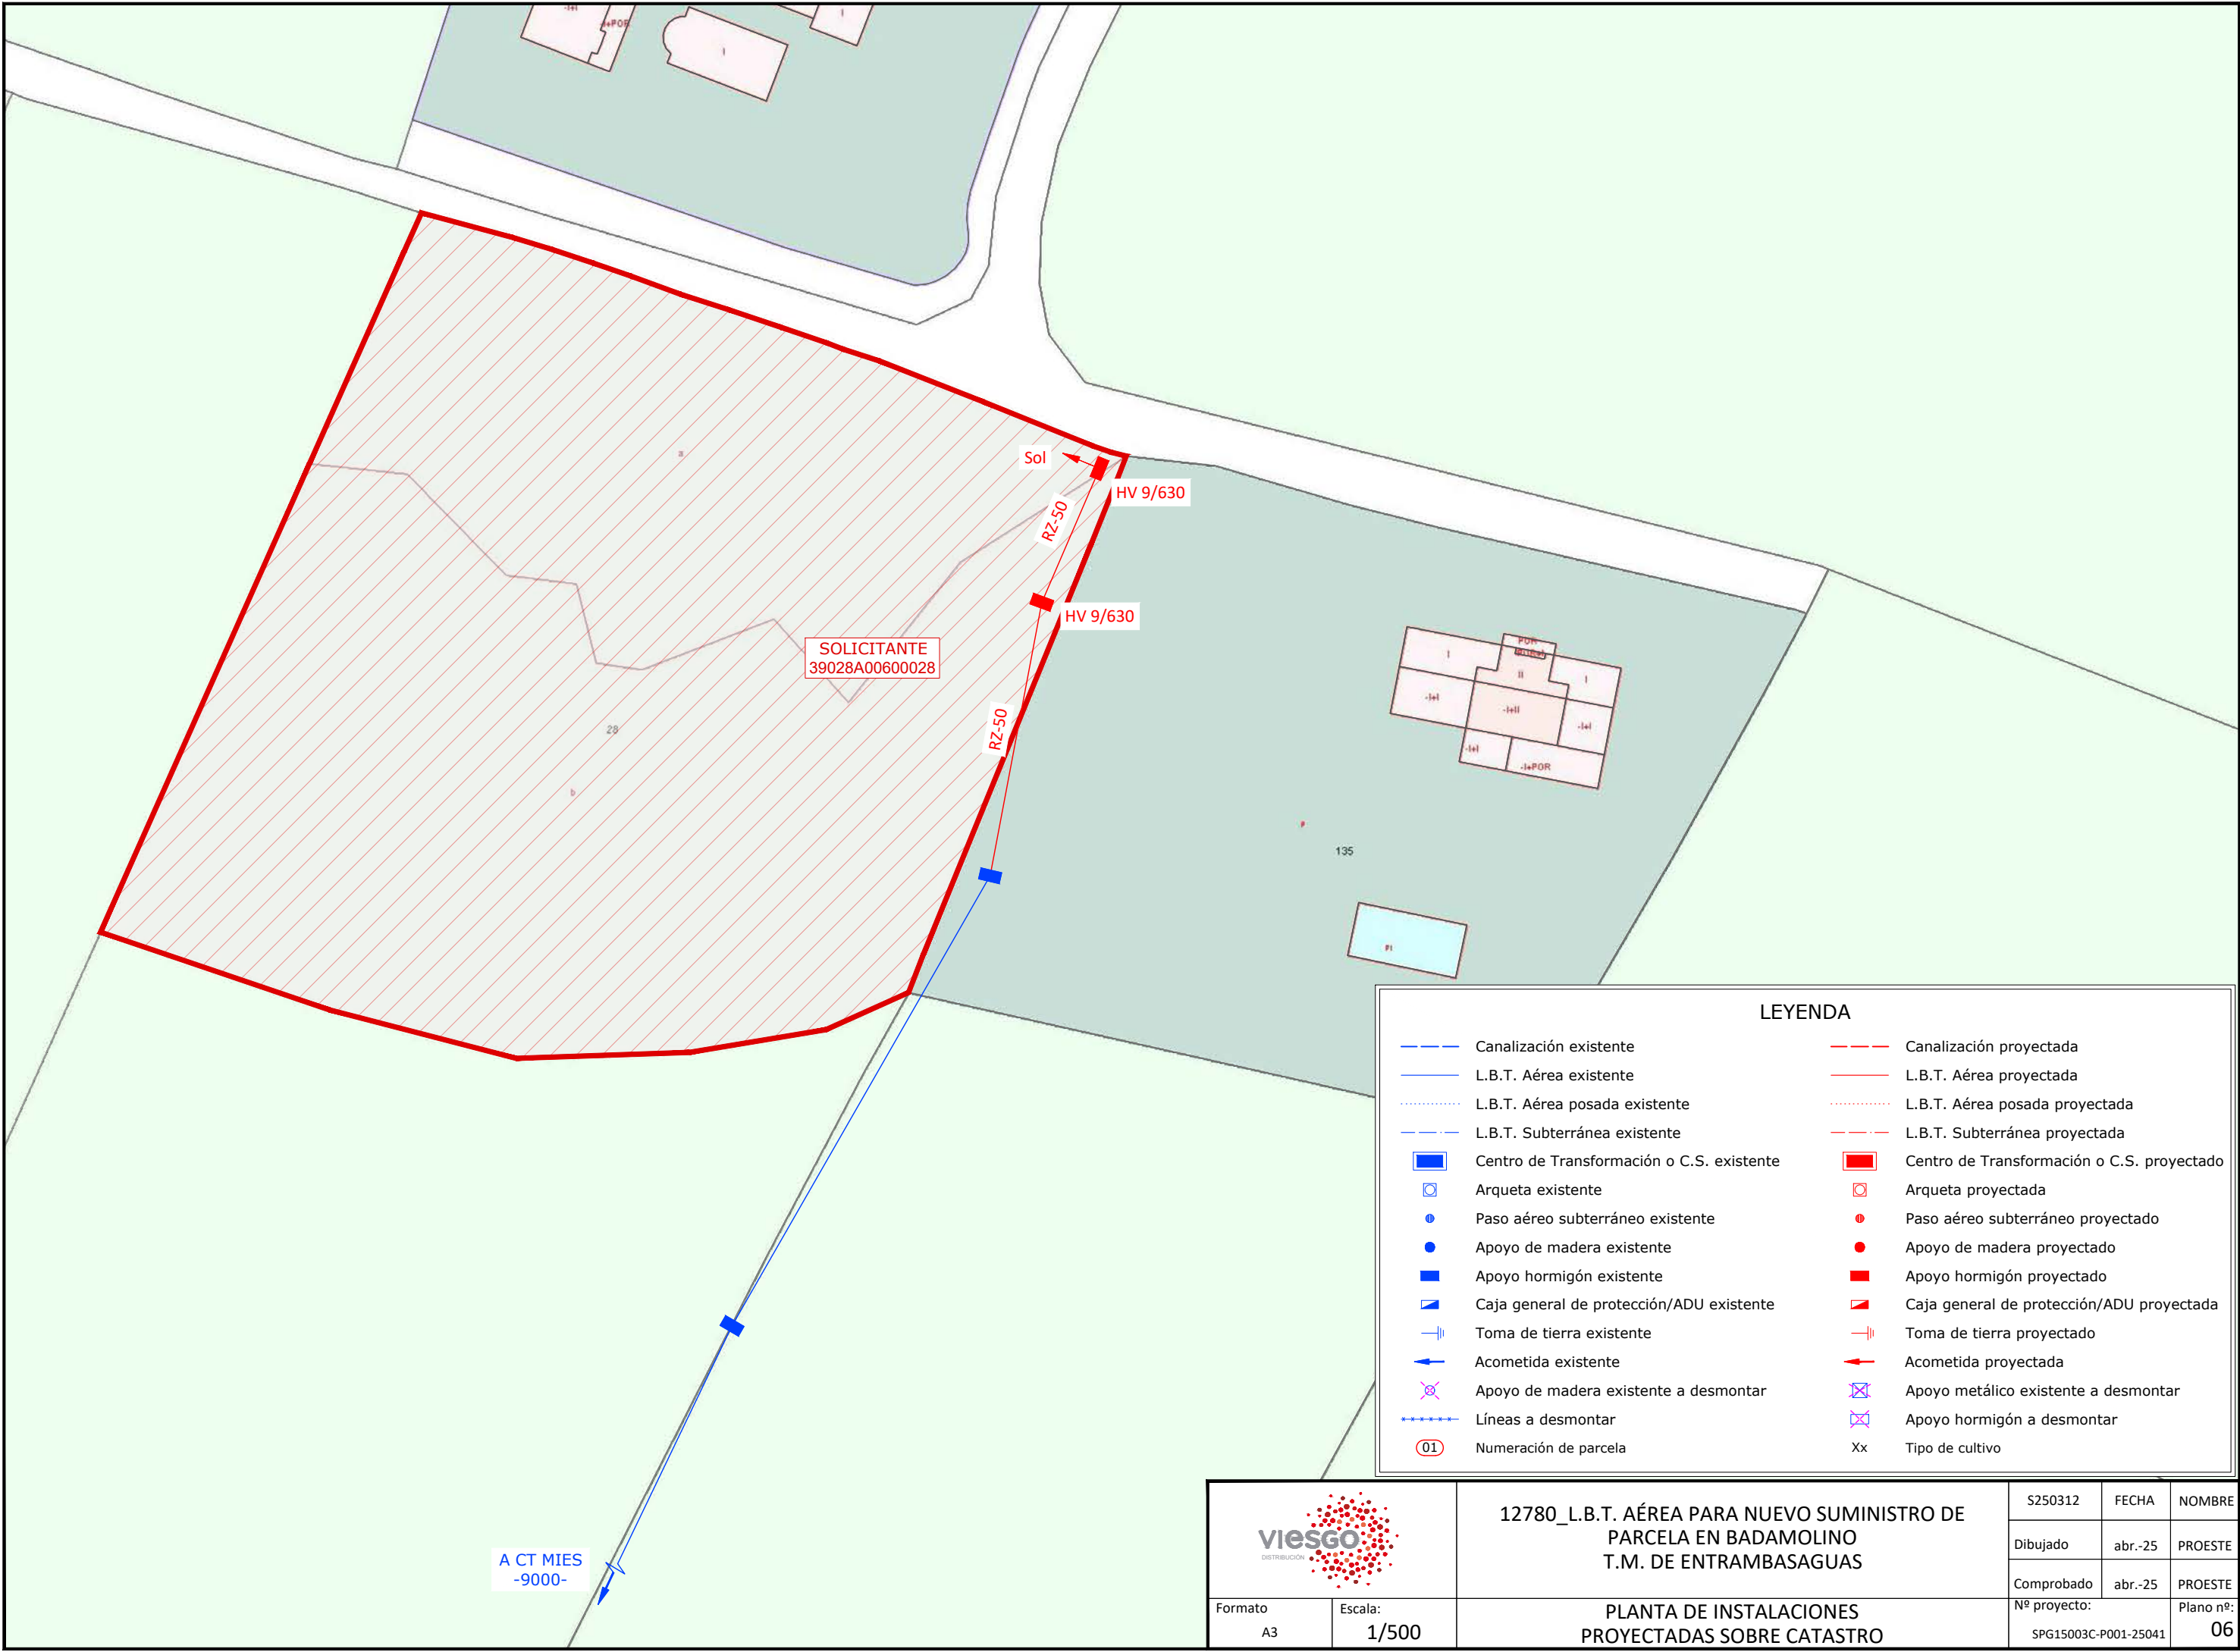 -I+I
-I+POR
I
I
a
Sol
HV 9/630
RZ-50
HV 9/630
SOLICITANTE
39028A00600028
RZ-50
28
b
I
POR
II
I
-I+I
-I+II
-I+I
-I+I
-I+POR
P
135
PI
LEYENDA
Canalización existente
Canalización proyectada
L.B.T. Aérea existente
L.B.T. Aérea proyectada
L.B.T. Aérea posada existente
L.B.T. Aérea posada proyectada
L.B.T. Subterránea existente
L.B.T. Subterránea proyectada
Centro de Transformación o C.S. existente
Centro de Transformación o C.S. proyectado
Arqueta existente
Arqueta proyectada
Paso aéreo subterráneo existente
Paso aéreo subterráneo proyectado
Apoyo de madera existente
Apoyo de madera proyectado
Apoyo hormigón existente
Apoyo hormigón proyectado
Caja general de protección/ADU existente
Caja general de protección/ADU proyectada
Toma de tierra existente
Toma de tierra proyectado
Acometida existente
Acometida proyectada
Apoyo de madera existente a desmontar
Apoyo metálico existente a desmontar
Líneas a desmontar
Apoyo hormigón a desmontar
01 Numeración de parcela
Xx Tipo de cultivo
A CT MIES
-9000-
viesgo
DISTRIBUCIÓN
12780_L.B.T. AÉREA PARA NUEVO SUMINISTRO DE
PARCELA EN BADAMOLINO
T.M. DE ENTRAMBASAGUAS
S250312 FECHA NOMBRE
Dibujado abr.-25 PROESTE
Comprobado abr.-25 PROESTE
Formato
A3
Escala:
1/500
PLANTA DE INSTALACIONES
PROYECTADAS SOBRE CATASTRO
Nº proyecto:
SPG15003C-P001-25041
Plano nº:
06